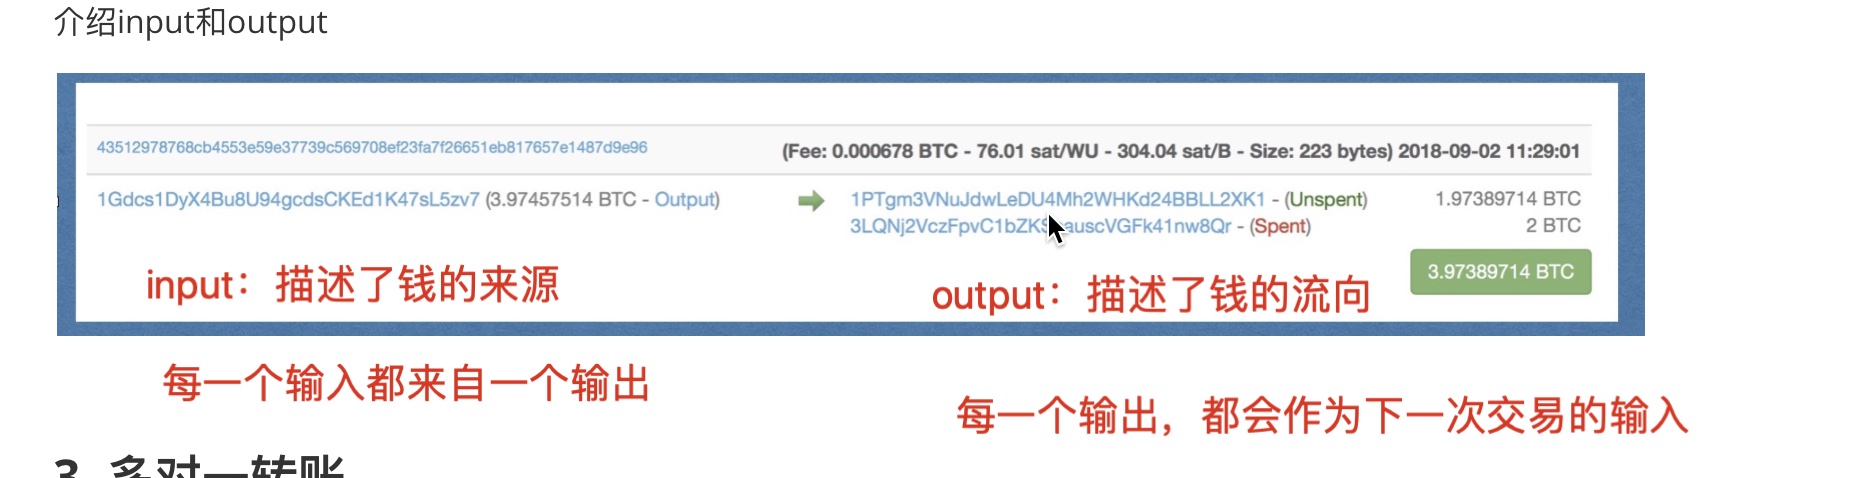 介绍input和output
43512978768cb4553e59e37739c569708ef23fa7f26651eb817657e1487d9e96 (Fee: 0.000678 BTC - 76.01 sat/WU - 304.04 sat/B - Size: 223 bytes) 2018-09-02 11:29:01
1Gdcs1DyX4Bu8U94gcdsCKEd1K47sL5zv7 (3.97457514 BTC - Output) 1PTgm3VNuJdwLeDU4Mh2WHKd24BBLL2XK1 - (Unspent) 1.97389714 BTC
- (Spent) 2 BTC
3.97389714 BTC
input：描述了钱的来源
output：描述了钱的流向
每一个输入都来自一个输出
每一个输出，都会作为下一次交易的输入
3. 多对一转账